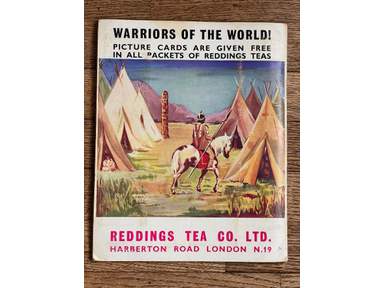 WARRIORS OF THE WORLD!
PICTURE CARDS ARE GIVEN FREE
IN ALL PACKETS OF REDDINGS TEAS
REDDINGS TEA CO. LTD.
HARBERTON ROAD LONDON N.19